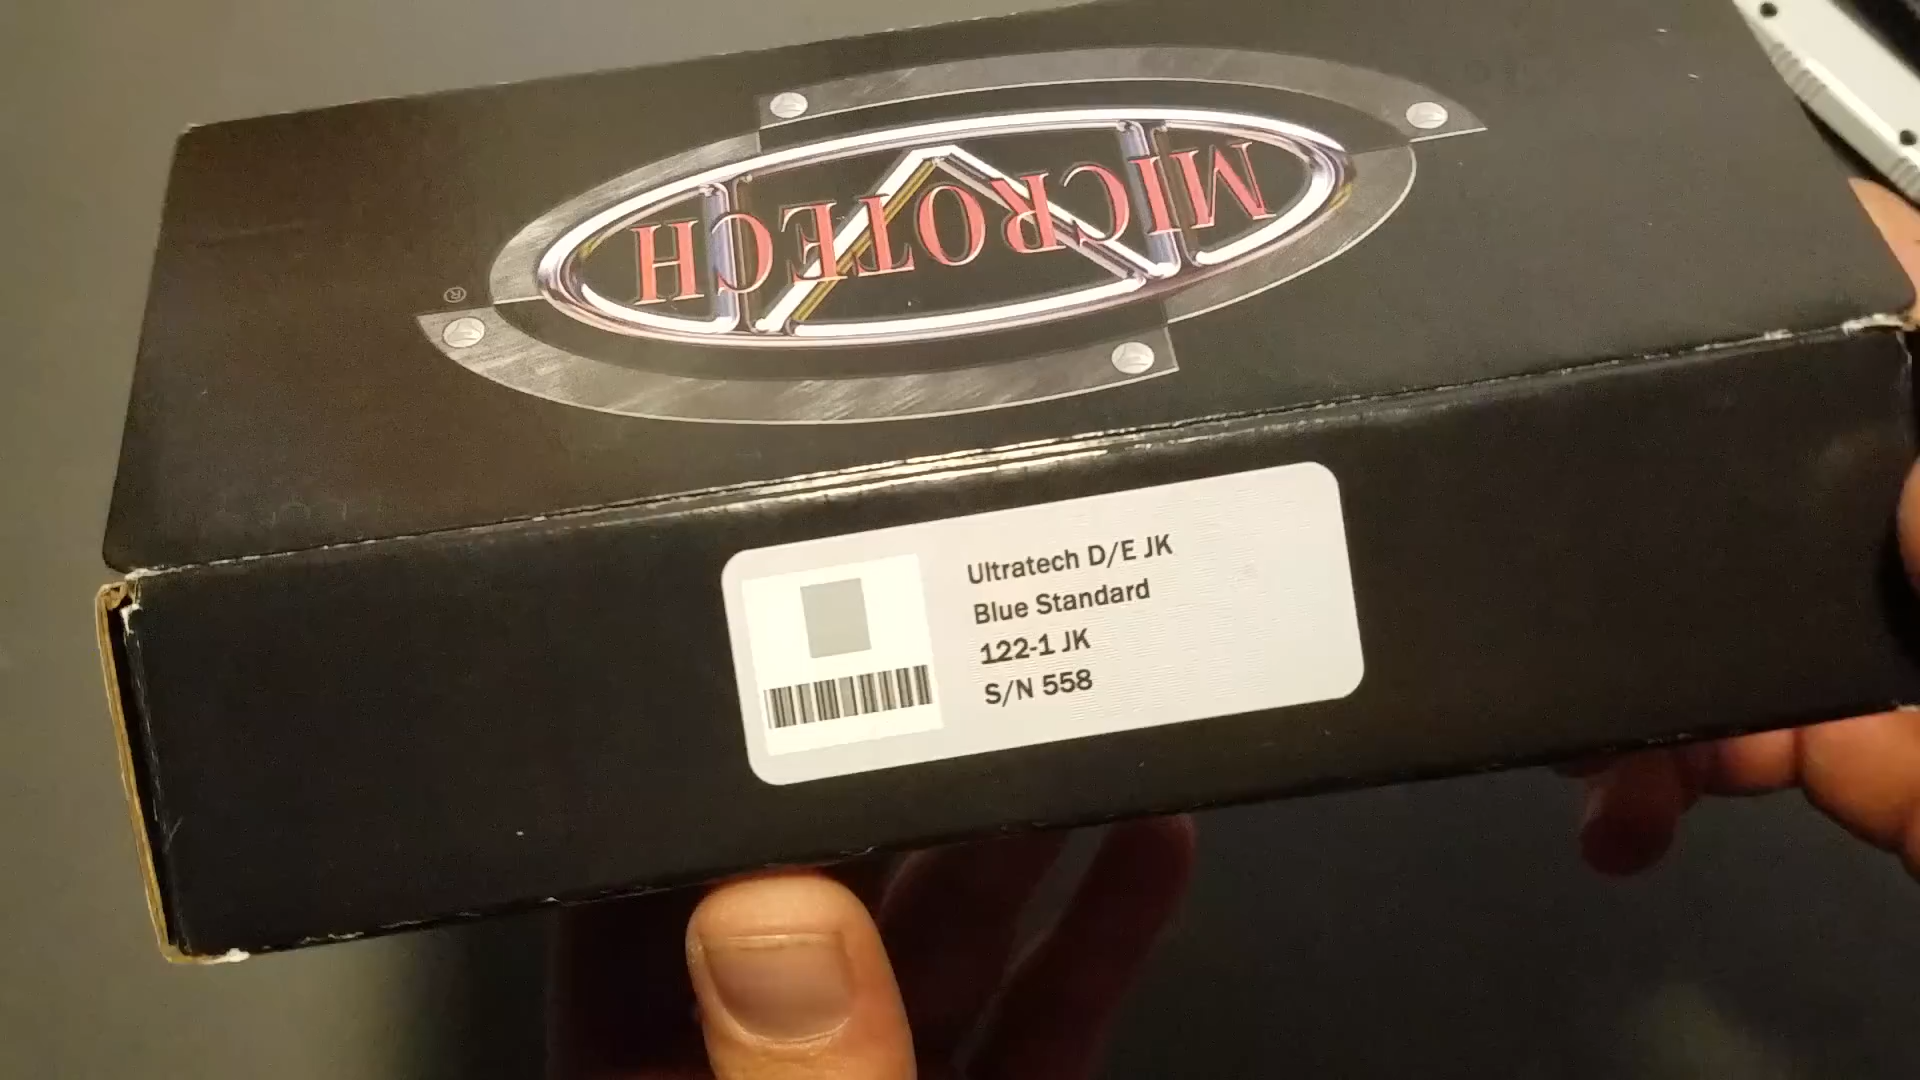 MICROTECH
®
Ultratech D/E JK
Blue Standard
122-1 JK
S/N 558